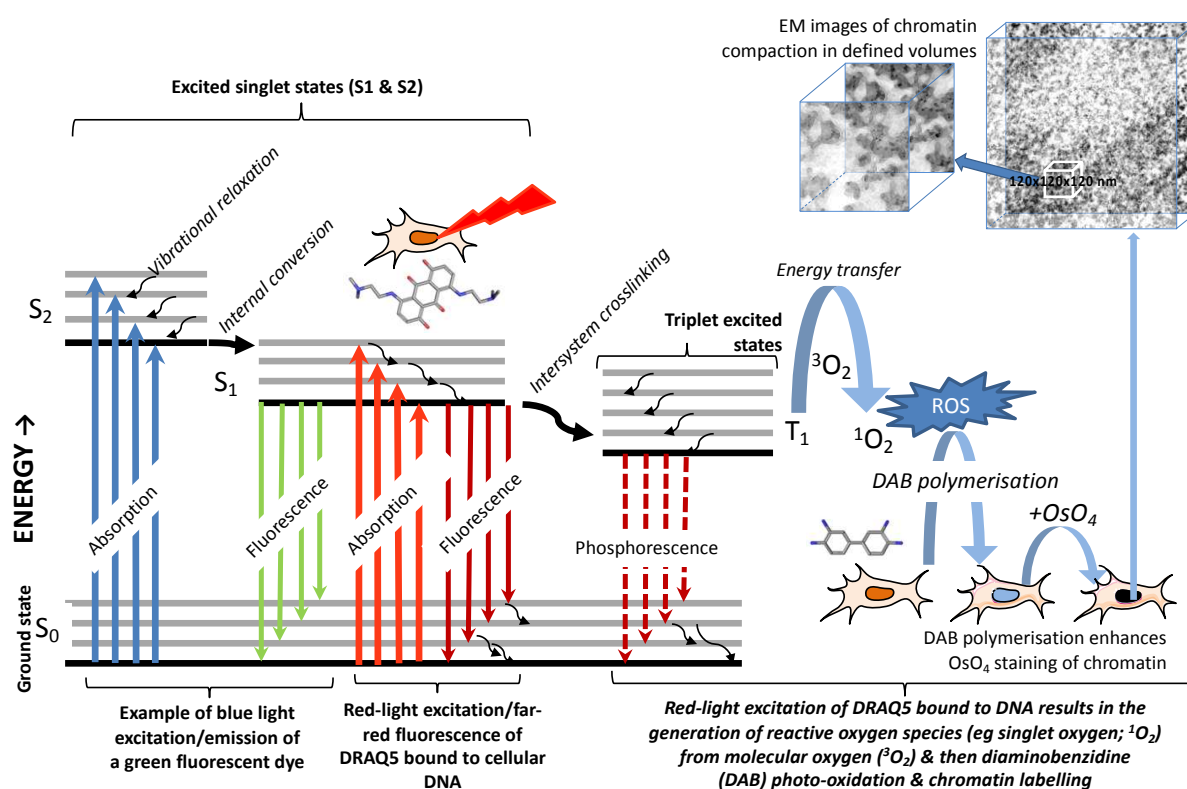 EM images of chromatin
compaction in defined volumes
120x120x120 nm
Excited singlet states (S1 & S2)
Vibrational relaxation
Internal conversion
S2
S1
Intersystem crosslinking
Triplet excited
states
Energy transfer
³O₂
T₁
¹O₂
ROS
DAB polymerisation
+OsO₄
ENERGY →
Absorption
Fluorescence
Absorption
Fluorescence
Phosphorescence
Ground state
S0
DAB polymerisation enhances
OsO₄ staining of chromatin
Example of blue light
excitation/emission of
a green fluorescent dye
Red-light excitation/far-
red fluorescence of
DRAQ5 bound to cellular
DNA
Red-light excitation of DRAQ5 bound to DNA results in the
generation of reactive oxygen species (eg singlet oxygen; ¹O₂)
from molecular oxygen (³O₂) & then diaminobenzidine
(DAB) photo-oxidation & chromatin labelling